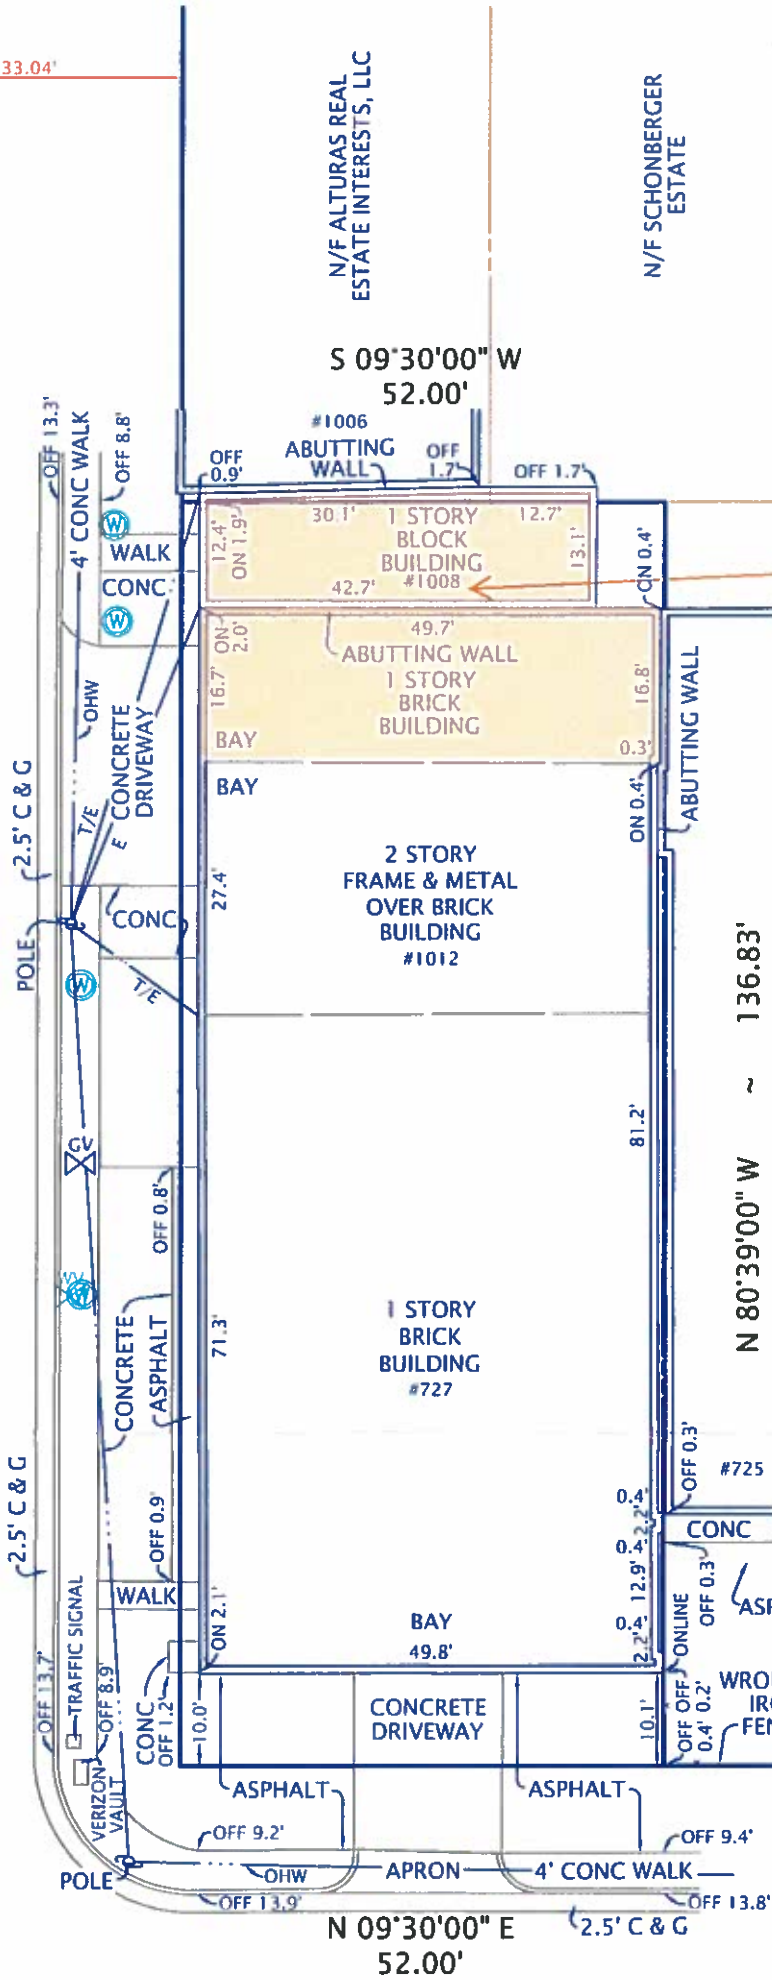 33.04'
N/F ALTURAS REAL
ESTATE INTERESTS, LLC
N/F SCHONBERGER
ESTATE
S 09°30'00" W
52.00'
#1006
ABUTTING
WALL
OFF
0.9'
OFF
1.7'
OFF 1.7'
OFF 13.3'
4' CONC WALK
OFF 8.8'
W
WALK
CONC
W
12.4'
ON 1.9'
30.1'
1 STORY
BLOCK
BUILDING
#1008
12.7'
13.1'
42.7'
ON 0.4'
ON
2.0'
49.7'
ABUTTING WALL
1 STORY
BRICK
BUILDING
16.7'
16.8'
BAY
0.3'
BAY
ON 0.4'
ABUTTING WALL
OHW
CONCRETE
DRIVEWAY
T/E
E
2.5' C & G
27.4'
2 STORY
FRAME & METAL
OVER BRICK
BUILDING
#1012
POLE
CONC
W
T/E
136.83'
~
N 80°39'00" W
GV
81.2'
OFF 0.8'
W
CONCRETE
ASPHALT
71.3'
1 STORY
BRICK
BUILDING
#727
OFF 0.3'
#725
2.5' C & G
OFF 0.9'
0.4'
2.2'
0.4'
CONC
12.9'
OFF 0.3'
WALK
TRAFFIC SIGNAL
ON 2.1'
BAY
49.8'
0.4'
2.2'
ONLINE
OFF 13.7'
OFF 8.9'
CONC
OFF 1.2'
10.0'
CONCRETE
DRIVEWAY
10.1'
OFF OFF
0.4' 0.2'
VERIZON
VAULT
ASPHALT
ASPHALT
OFF 9.2'
OFF 9.4'
POLE
OHW
APRON
4' CONC WALK
OFF 13.9'
OFF 13.8'
N 09°30'00" E
52.00'
2.5' C & G